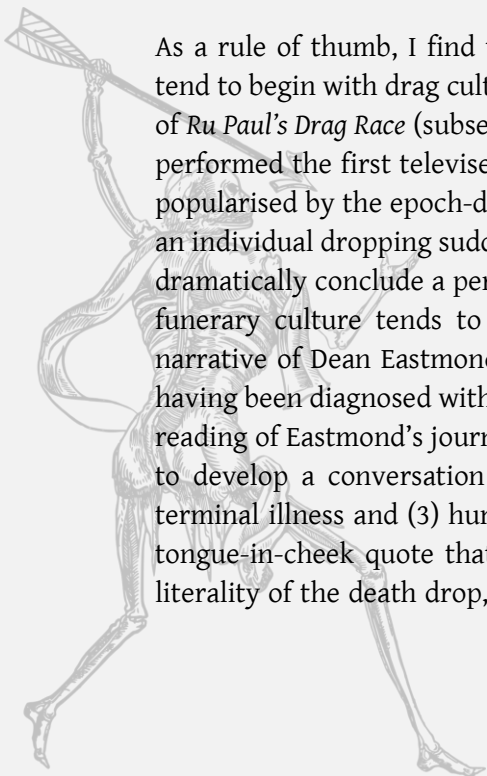 As a rule of thumb, I find
tend to begin with drag cult
of Ru Paul's Drag Race (subse
performed the first televise
popularised by the epoch-d
an individual dropping sudd
dramatically conclude a per
funerary culture tends to
narrative of Dean Eastmond
having been diagnosed with
reading of Eastmond's journ
to develop a conversation
terminal illness and (3) hur
tongue-in-cheek quote that
literality of the death drop,